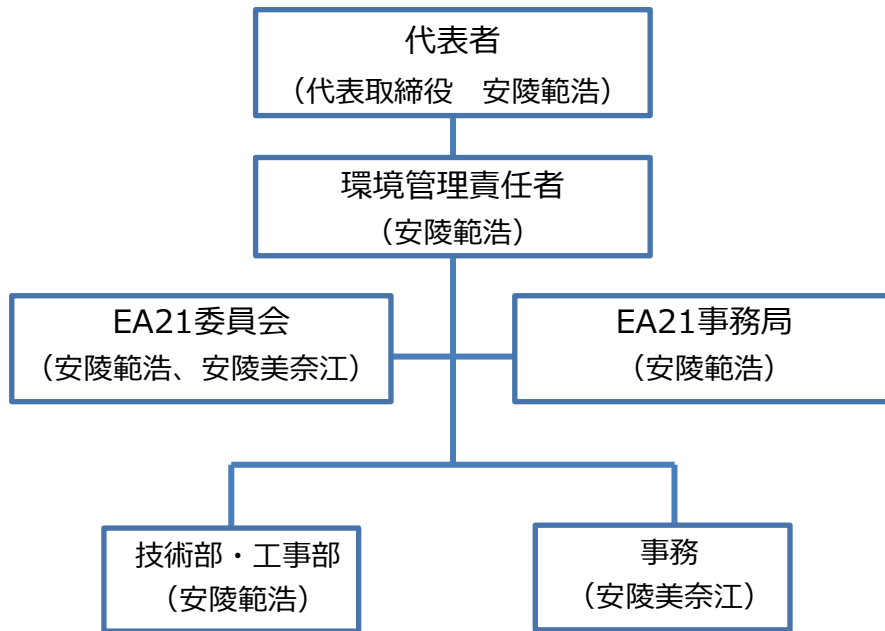 代表者
（代表取締役　安陵範浩）
環境管理責任者
（安陵範浩）
EA21委員会
（安陵範浩、安陵美奈江）
EA21事務局
（安陵範浩）
技術部・工事部
（安陵範浩）
事務
（安陵美奈江）